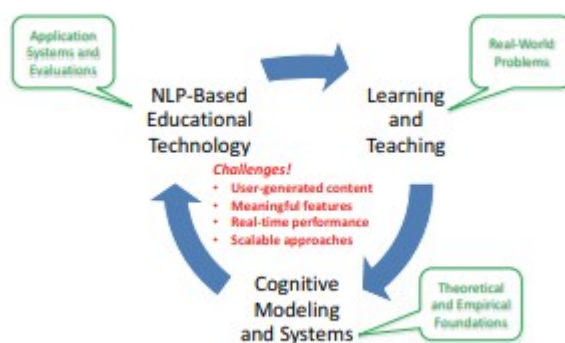 Application
Systems and
Evaluations
Real-World
Problems
NLP-Based
Educational
Technology
Learning
and
Teaching
Challenges!
• User-generated content
• Meaningful features
• Real-time performance
• Scalable approaches
Cognitive
Modeling
and Systems
Theoretical
and Empirical
Foundations